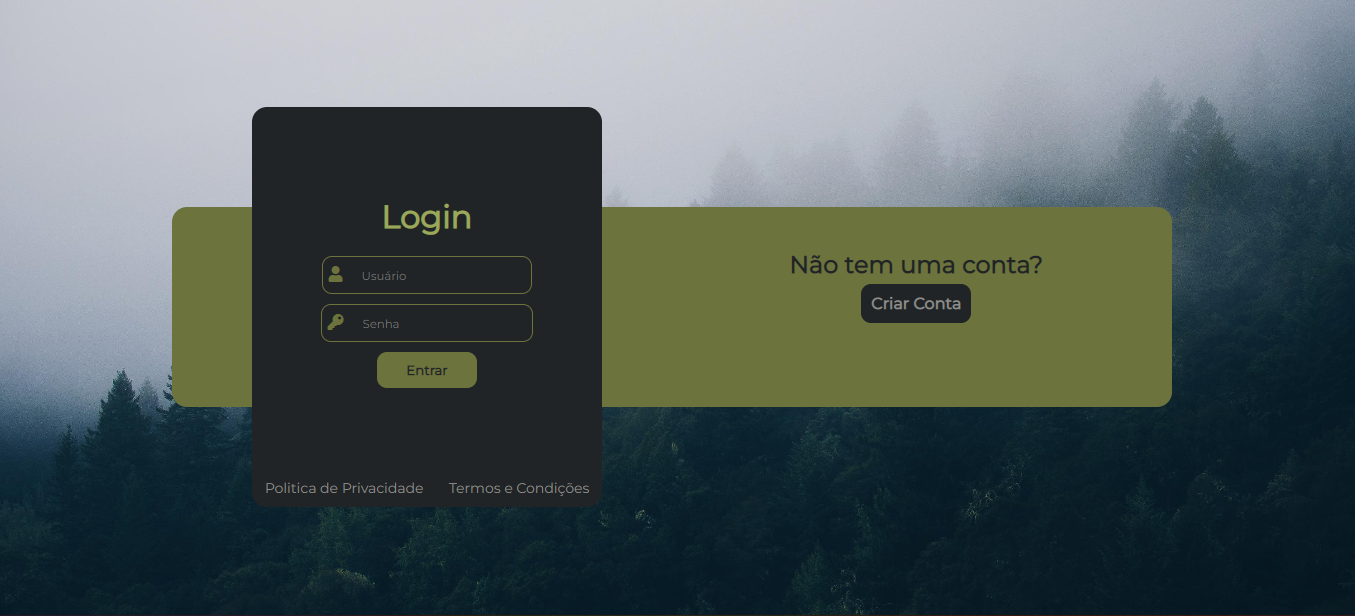 Login
Usuário
Senha
Entrar
Politica de Privacidade
Termos e Condições
Não tem uma conta?
Criar Conta